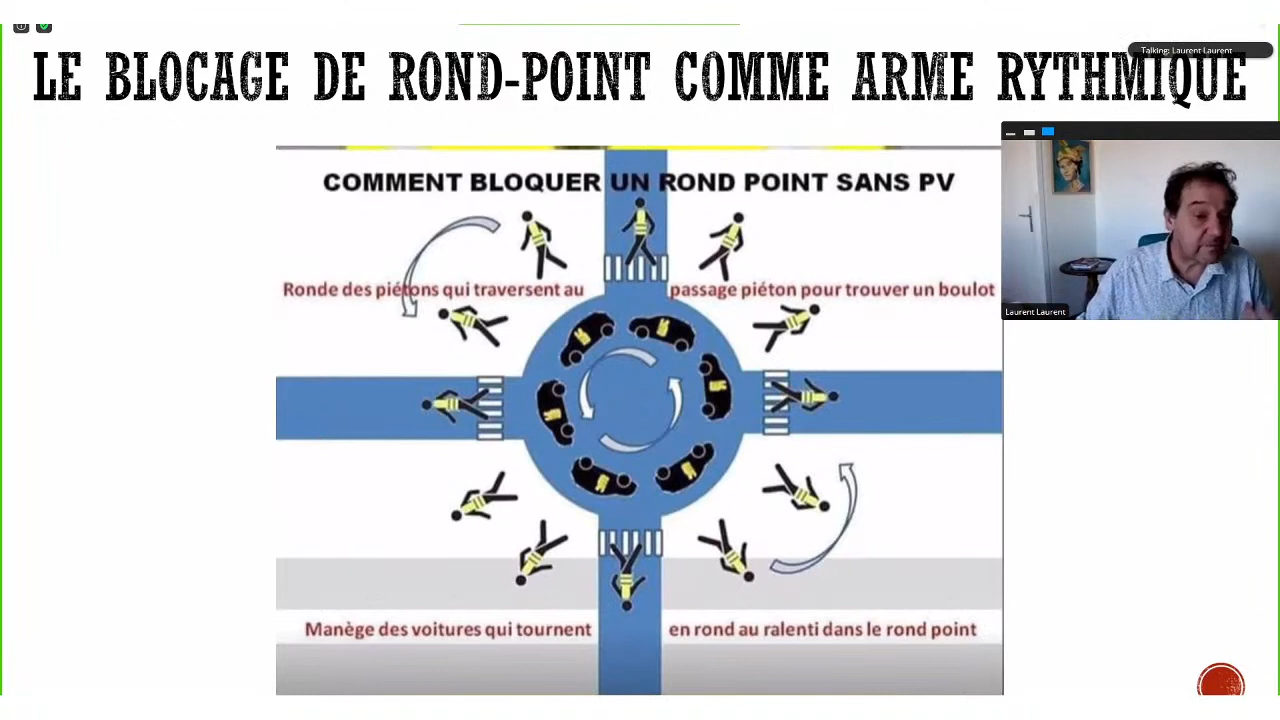 Talking: Laurent Laurent
LE BLOCAGE DE ROND-POINT COMME ARME RYTHMIQUE
COMMENT BLOQUER UN ROND POINT SANS PV
Ronde des piétons qui traversent au passage piéton pour trouver un boulot
Laurent Laurent
Manège des voitures qui tournent en rond au ralenti dans le rond point